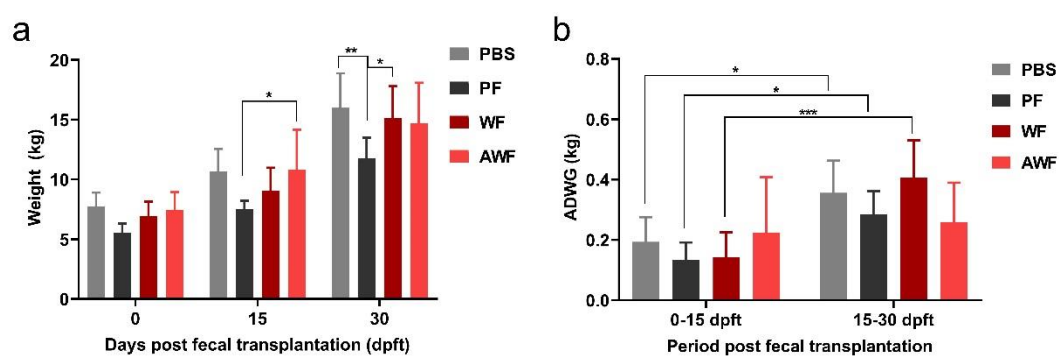 a
Weight (kg)
20
15
10
5
0
**
*
*
0
15
30
Days post fecal transplantation (dpft)
PBS
PF
WF
AWF
b
ADWG (kg)
0.8
0.6
0.4
0.2
0.0
*
*
***
0-15 dpft
15-30 dpft
Period post fecal transplantation
PBS
PF
WF
AWF